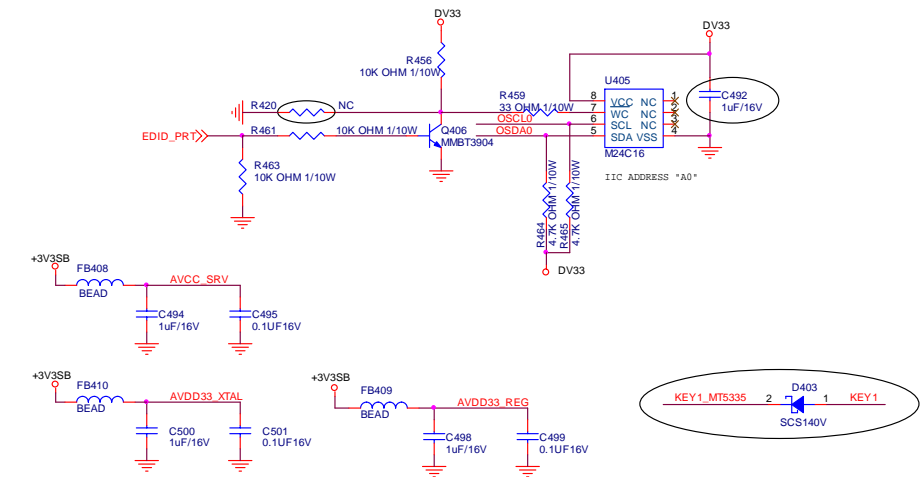 DV33
DV33
R456
10K OHM 1/10W
U405
R420
NC
R459
33 OHM 1/10W
8
VCC NC
1
7
WC NC
2
OSCL0
6
SCL NC
3
OSDA0
5
SDA VSS
4
M24C16
C492
1uF/16V
EDID_PRT
R461
10K OHM 1/10W
Q406
MMBT3904
R463
10K OHM 1/10W
IIC ADDRESS "A0"
R464
4.7K OHM 1/10W
R465
4.7K OHM 1/10W
DV33
+3V3SB
FB408
BEAD
AVCC_SRV
C494
1uF/16V
C495
0.1UF16V
+3V3SB
FB410
BEAD
AVDD33_XTAL
C500
1uF/16V
C501
0.1UF16V
+3V3SB
FB409
BEAD
AVDD33_REG
C498
1uF/16V
C499
0.1UF16V
D403
KEY1_MT5335
2
1
KEY1
SCS140V